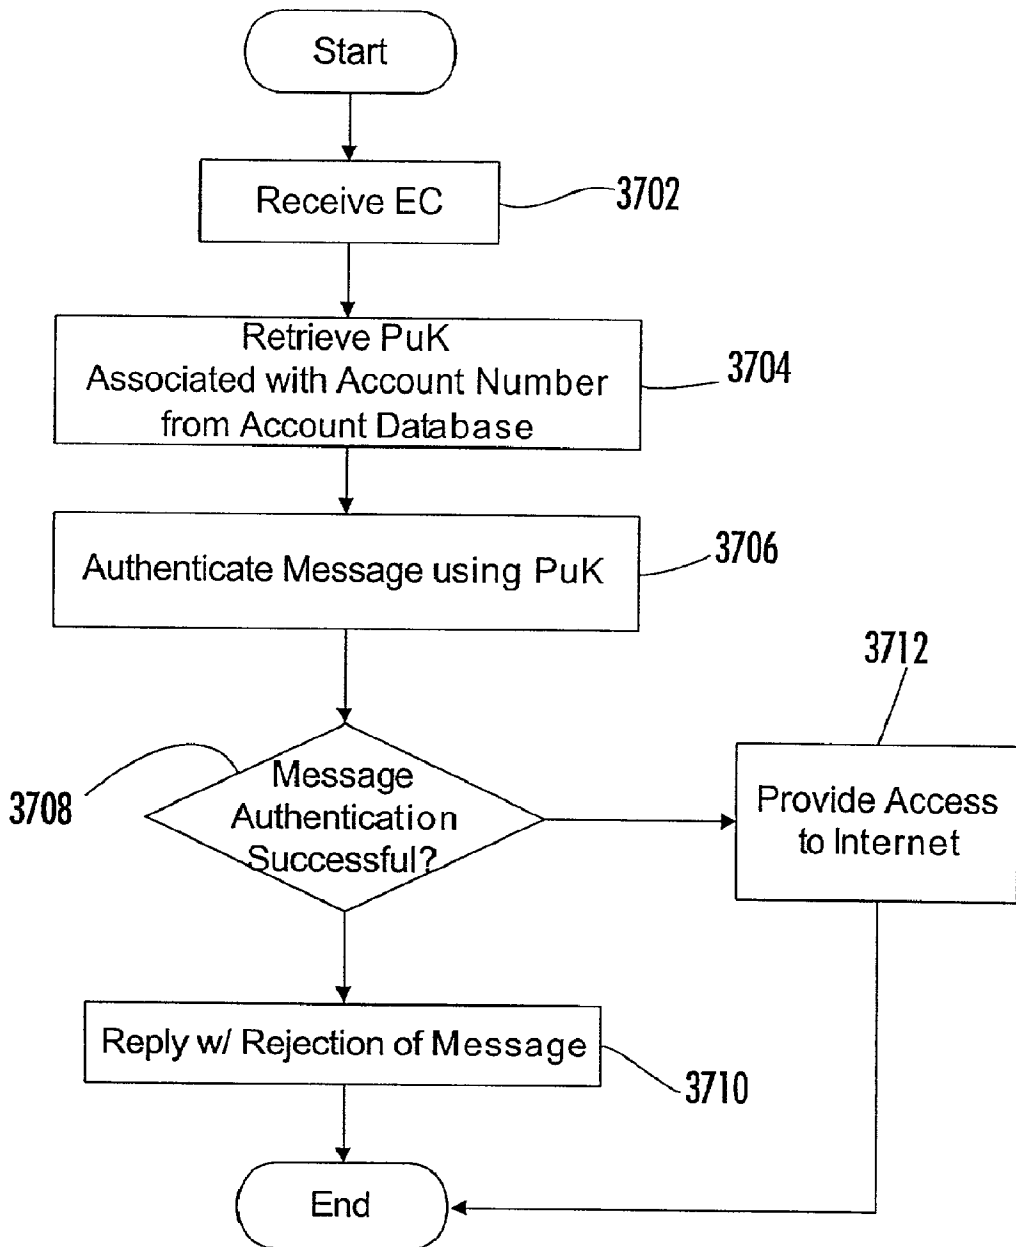 Start
Receive EC
3702
Retrieve PuK
Associated with Account Number
from Account Database
3704
Authenticate Message using PuK
3706
3712
Message
Authentication
Successful?
3708
Provide Access
to Internet
Reply w/ Rejection of Message
3710
End